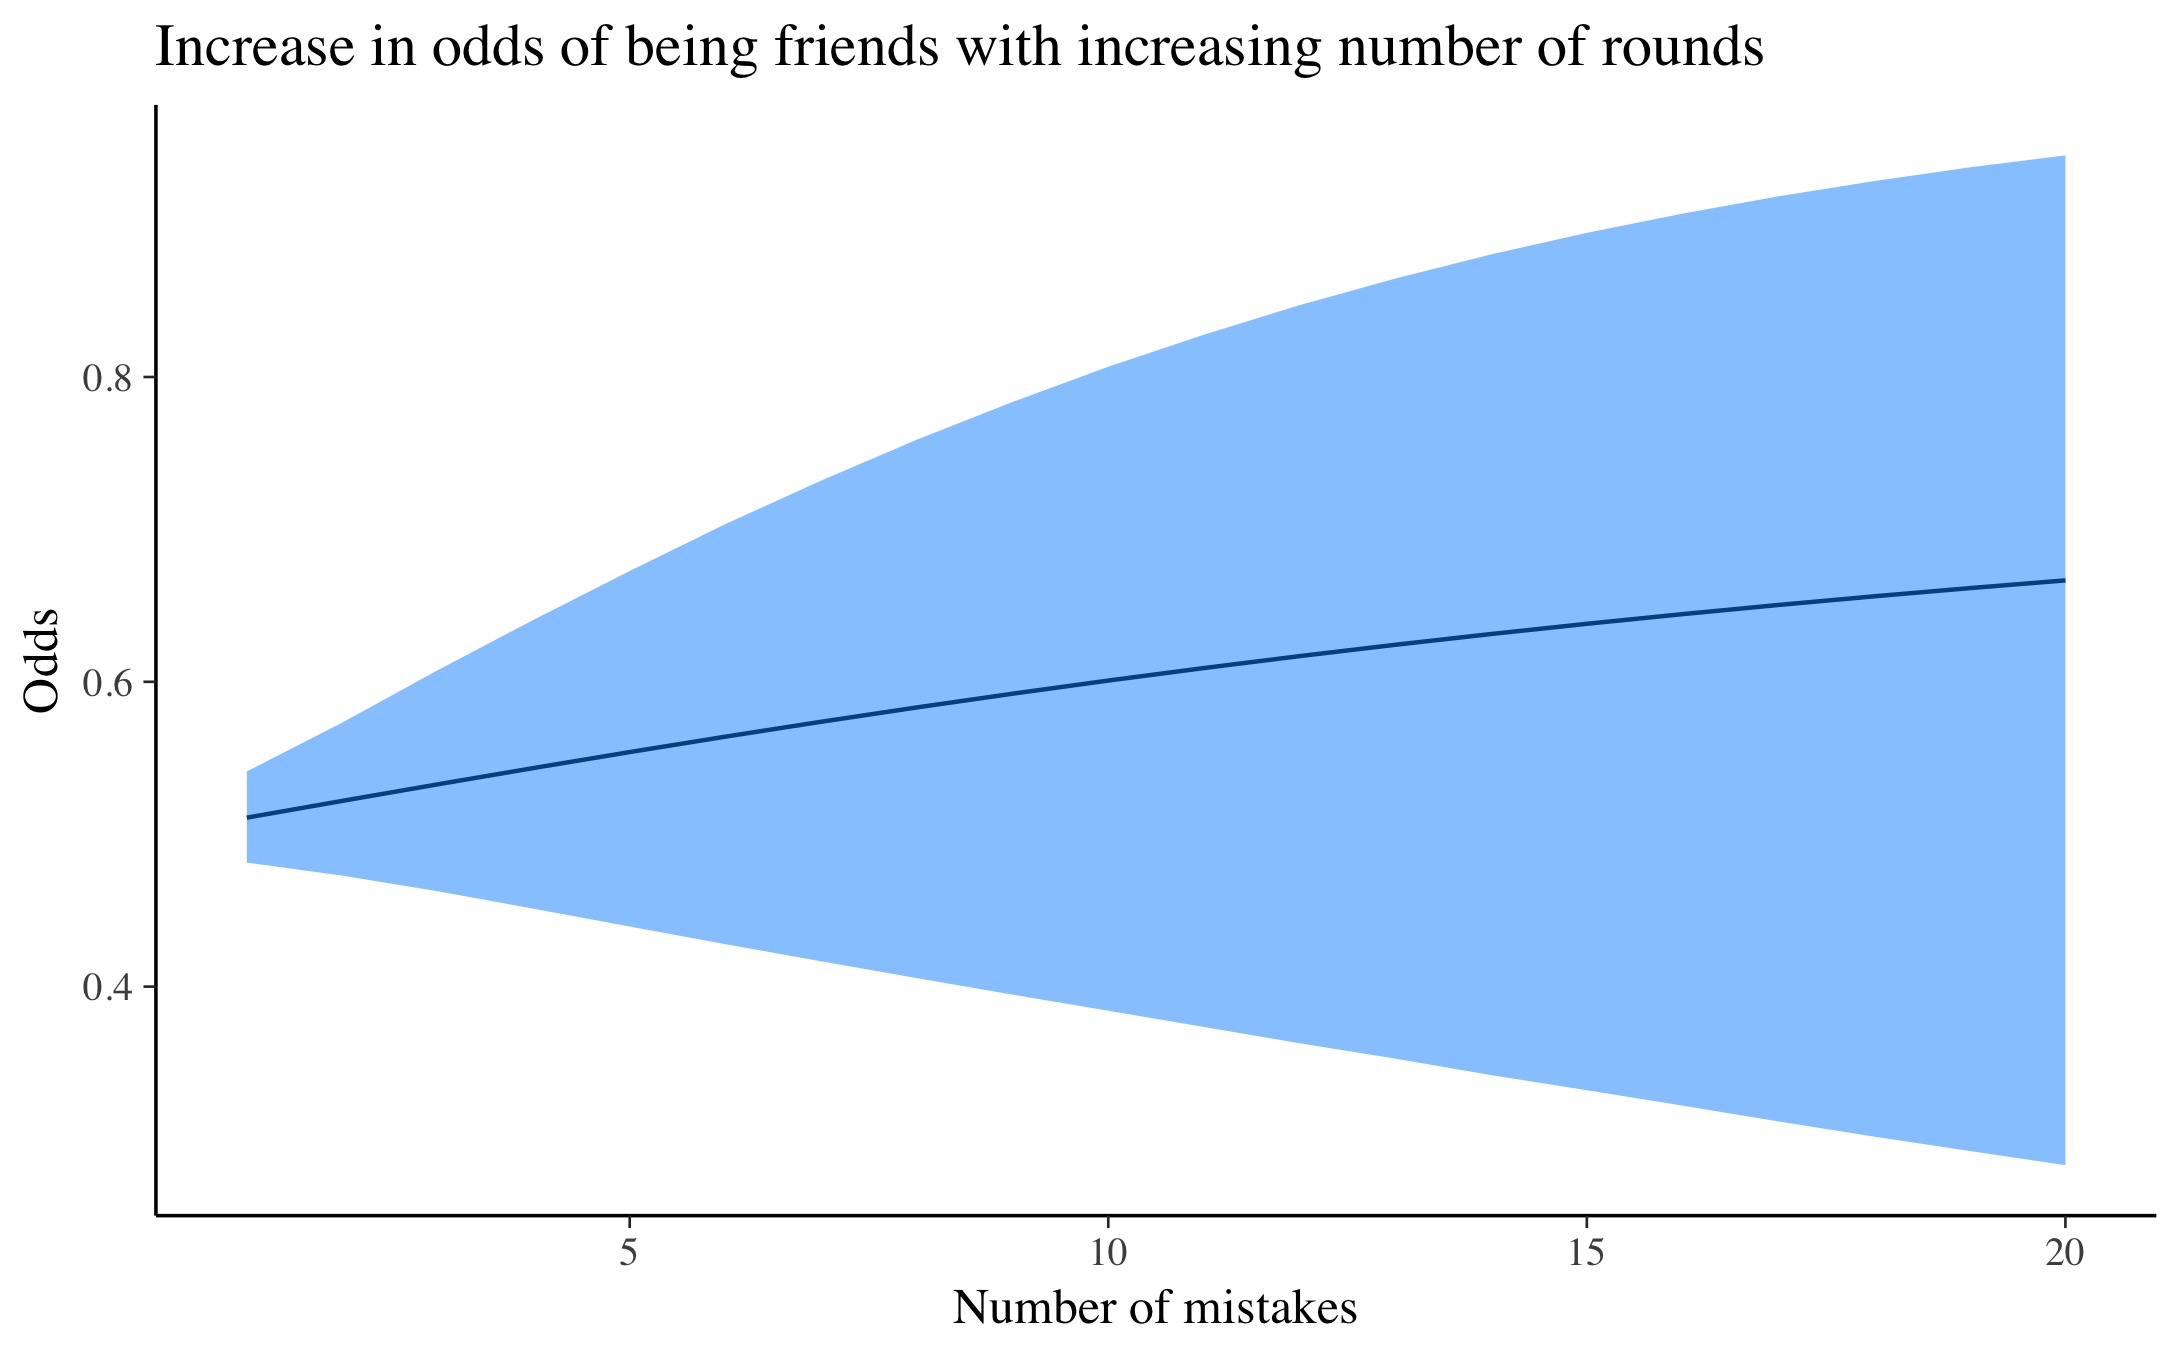 Increase in odds of being friends with increasing number of rounds
Odds
0.8
0.6
0.4
5
10
15
20
Number of mistakes